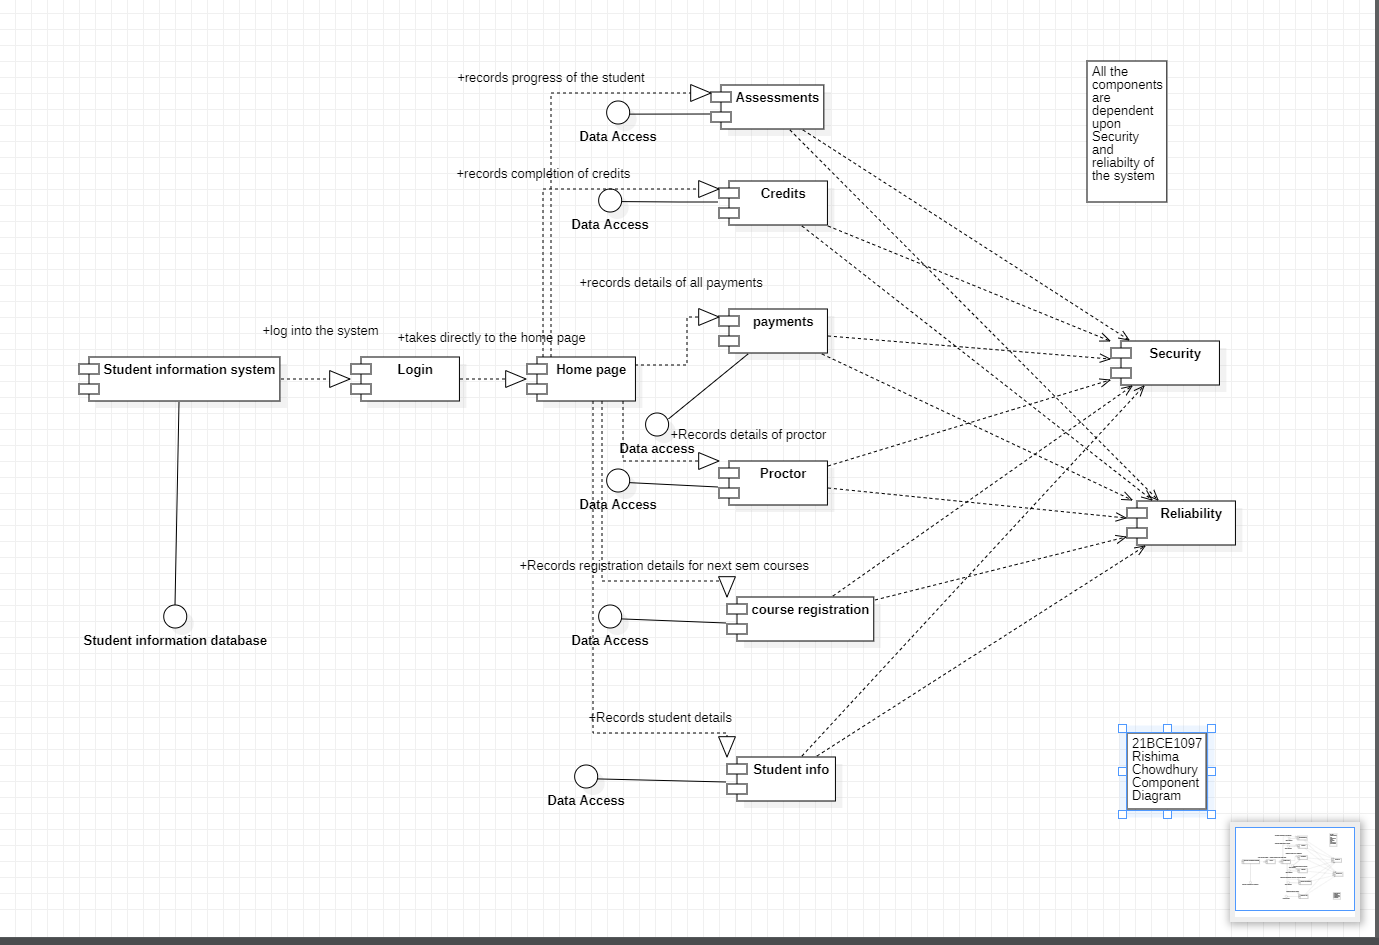 +records progress of the student
Assessments
Data Access
+records completion of credits
Credits
Data Access
+records details of all payments
payments
Data access
+log into the system
+takes directly to the home page
Student information system
Login
Home page
+Records details of proctor
Proctor
Data Access
+Records registration details for next sem courses
course registration
Data Access
Student information database
+Records student details
Student info
Data Access
All the
components
are
dependent
upon
Security
and
reliabilty of
the system
Security
Reliability
21BCE1097
Rishima
Chowdhury
Component
Diagram